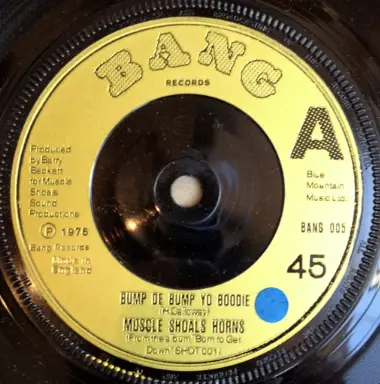 BANG
RECORDS
A
Produced
by Barry
Beckett
for Muscle
Shoals
Sound
Productions
Ⓟ 1975
Bang Records
Made in
England
Blue
Mountain
Music Ltd.
BANG 005
45
BUMP DE BUMP YO BOODIE
(H.Calloway)
MUSCLE SHOALS HORNS
(From the album "Born to Get
Down" SHOT 001)